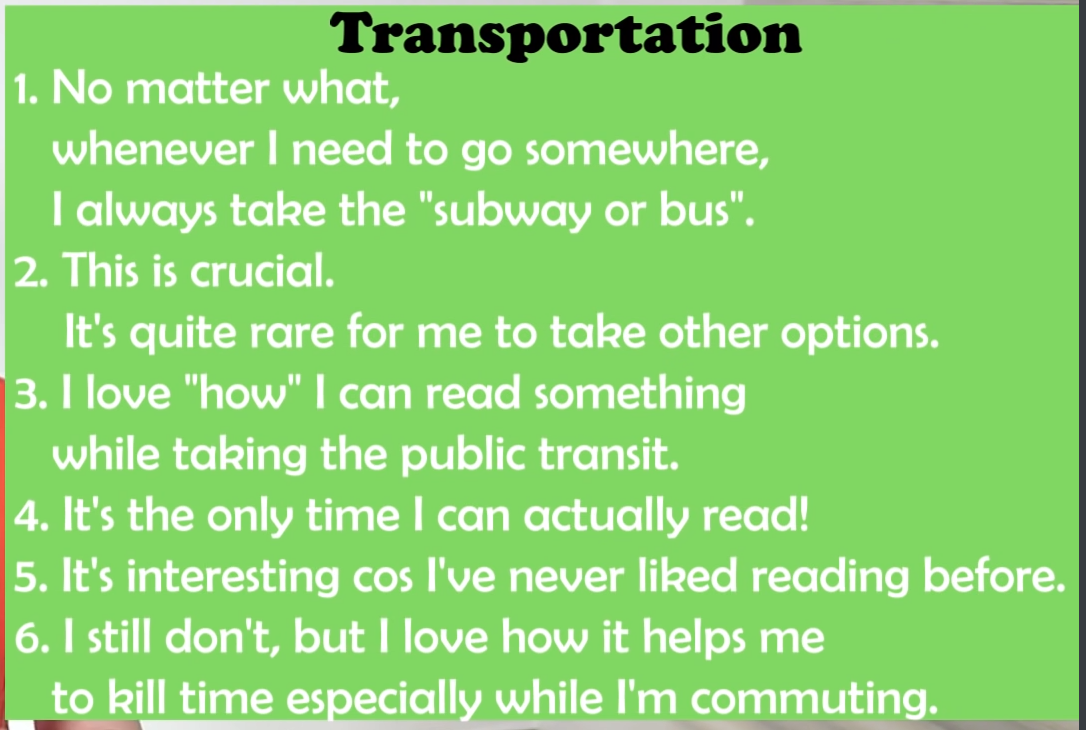 Transportation
1. No matter what,
whenever I need to go somewhere,
I always take the "subway or bus".
2. This is crucial.
It's quite rare for me to take other options.
3. I love "how" I can read something
while taking the public transit.
4. It's the only time I can actually read!
5. It's interesting cos I've never liked reading before.
6. I still don't, but I love how it helps me
to kill time especially while I'm commuting.